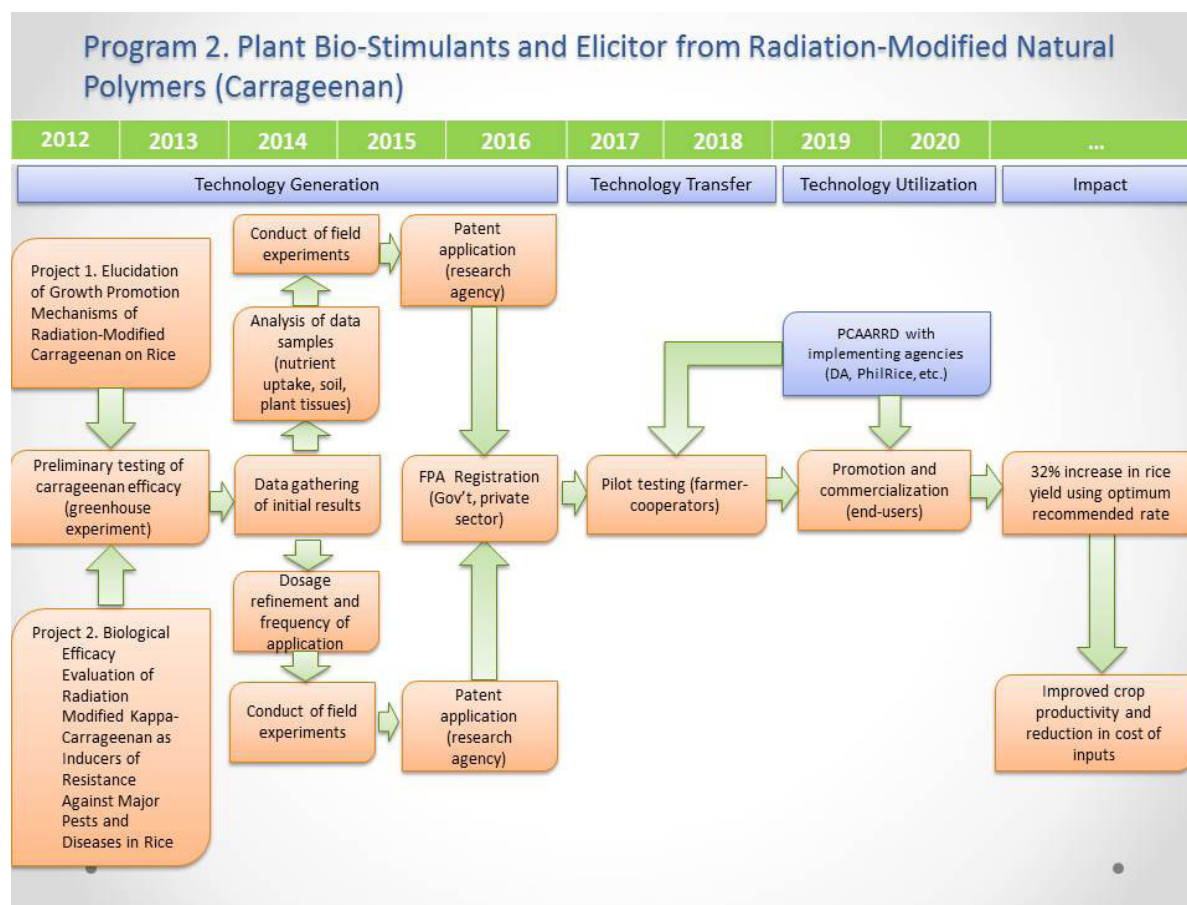 Program 2. Plant Bio-Stimulants and Elicitor from Radiation-Modified Natural
Polymers (Carrageenan)
2012
2013
2014
2015
2016
2017
2018
2019
2020
...
Technology Generation
Technology Transfer
Technology Utilization
Impact
Project 1. Elucidation
of Growth Promotion
Mechanisms of
Radiation-Modified
Carrageenan on Rice
Preliminary testing of
carrageenan efficacy
(greenhouse
experiment)
Project 2. Biological
Efficacy
Evaluation of
Radiation
Modified Kappa-
Carrageenan as
Inducers of
Resistance
Against Major
Pests and
Diseases in Rice
Conduct of field
experiments
Analysis of data
samples
(nutrient
uptake, soil,
plant tissues)
Data gathering
of initial results
Dosage
refinement and
frequency of
application
Conduct of field
experiments
Patent
application
(research
agency)
FPA Registration
(Gov't, private
sector)
Patent
application
(research
agency)
Pilot testing (farmer-
cooperators)
PCAARRD with
implementing agencies
(DA, PhilRice, etc.)
Promotion and
commercialization
(end-users)
32% increase in rice
yield using optimum
recommended rate
Improved crop
productivity and
reduction in cost of
inputs